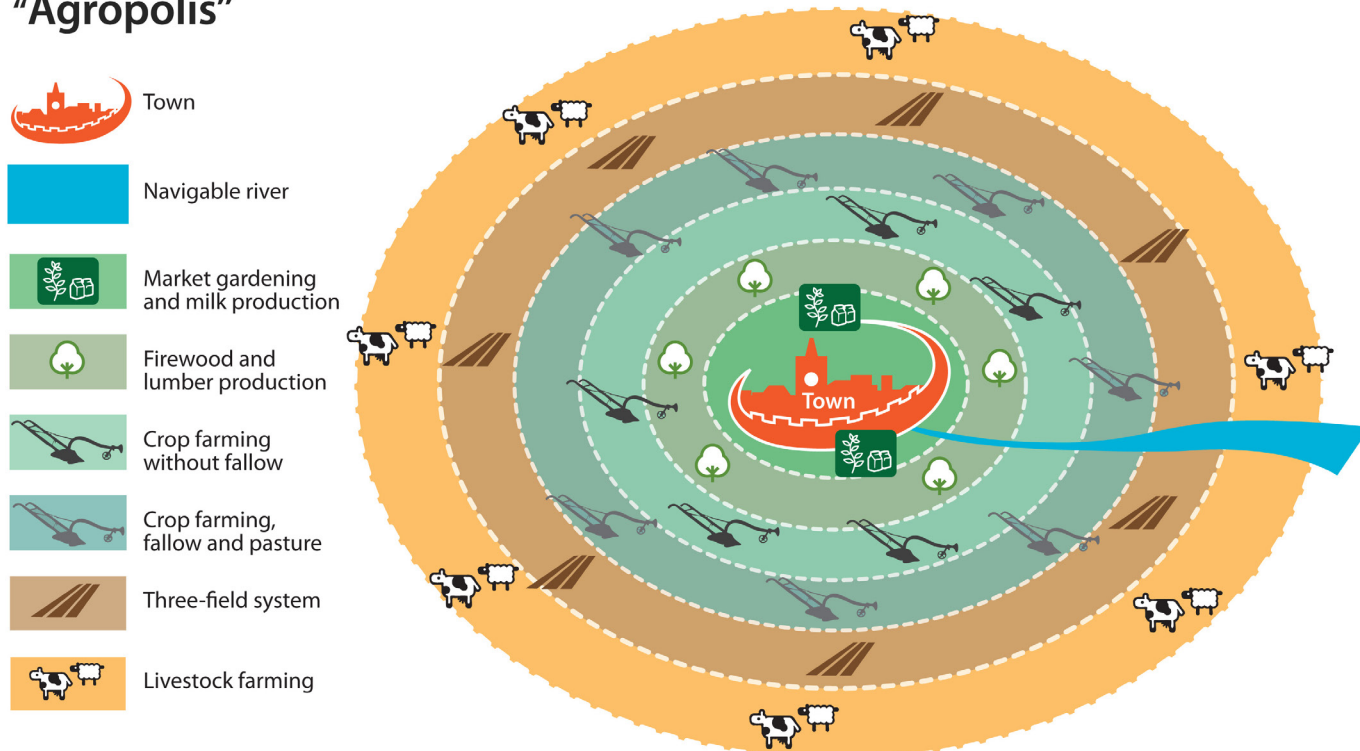 "Agropolis"
Town
Navigable river
Market gardening
and milk production
Firewood and
lumber production
Crop farming
without fallow
Crop farming,
fallow and pasture
Three-field system
Livestock farming
Town